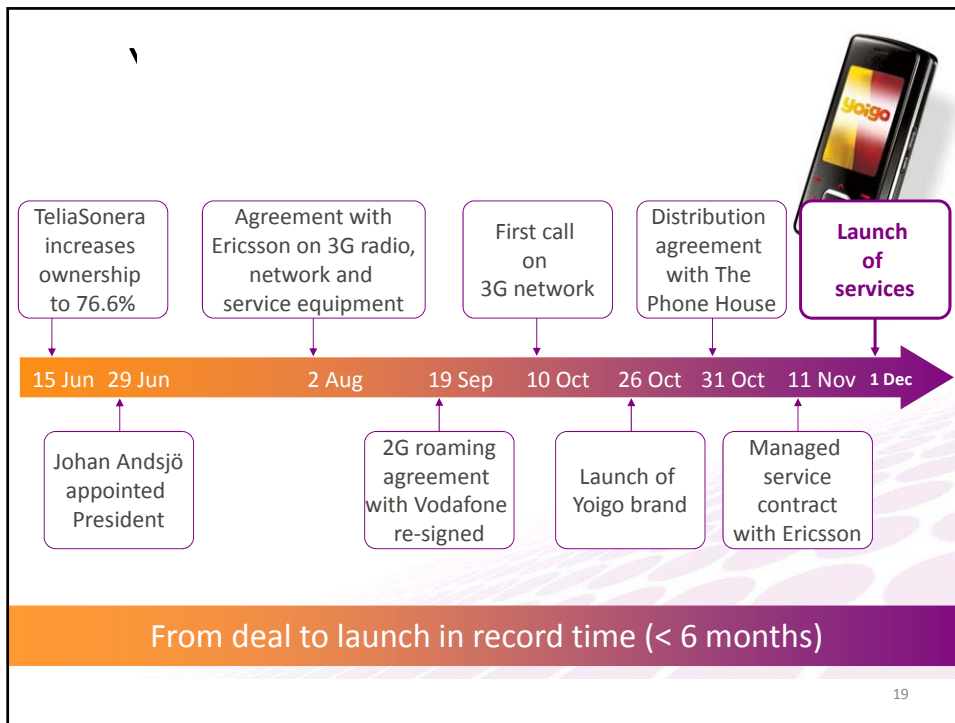 Yoigo
TeliaSonera
increases
ownership
to 76.6%
Agreement with
Ericsson on 3G radio,
network and
service equipment
First call
on
3G network
Distribution
agreement
with The
Phone House
Launch
of
services
15 Jun 29 Jun 2 Aug 19 Sep 10 Oct 26 Oct 31 Oct 11 Nov 1 Dec
Johan Andsjö
appointed
President
2G roaming
agreement
with Vodafone
re-signed
Launch of
Yoigo brand
Managed
service
contract
with Ericsson
From deal to launch in record time (< 6 months)
19